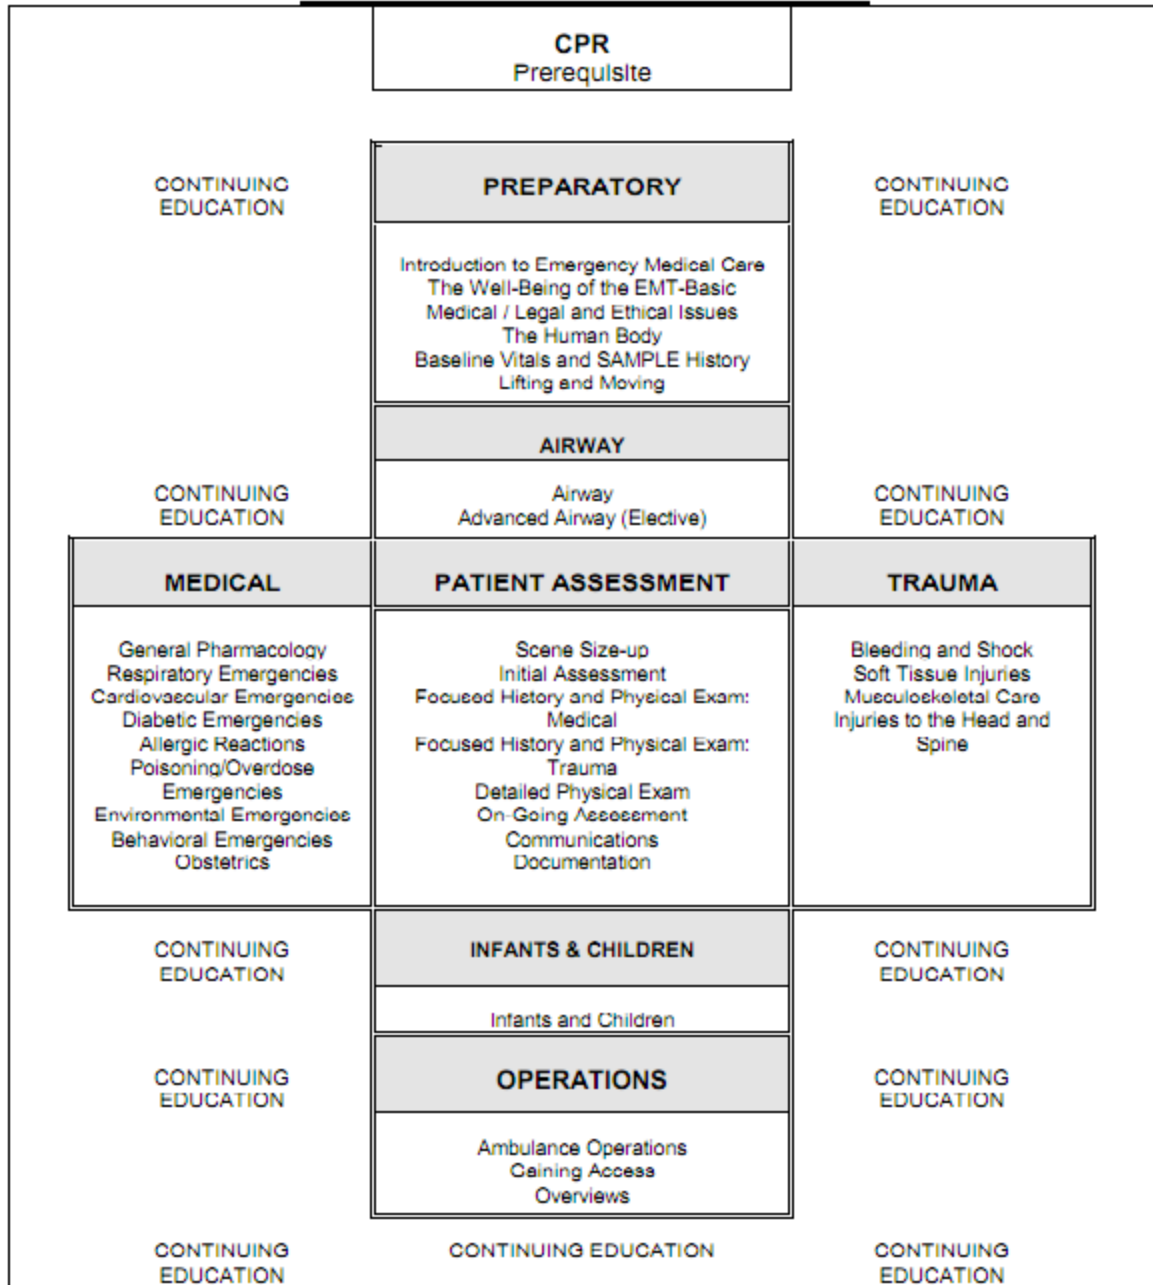 CPR
Prerequisite
CONTINUING
EDUCATION
PREPARATORY
CONTINUING
EDUCATION
Introduction to Emergency Medical Care
The Well-Being of the EMT-Basic
Medical / Legal and Ethical Issues
The Human Body
Baseline Vitals and SAMPLE History
Lifting and Moving
AIRWAY
CONTINUING
EDUCATION
Airway
Advanced Airway (Elective)
CONTINUING
EDUCATION
MEDICAL
General Pharmacology
Respiratory Emergencies
Cardiovascular Emergencies
Diabetic Emergencies
Allergic Reactions
Poisoning/Overdose
Emergencies
Environmental Emergencies
Behavioral Emergencies
Obstetrics
PATIENT ASSESSMENT
Scene Size-up
Initial Assessment
Focused History and Physical Exam:
Medical
Focused History and Physical Exam:
Trauma
Detailed Physical Exam
On-Going Assessment
Communications
Documentation
TRAUMA
Bleeding and Shock
Soft Tissue Injuries
Musculoskeletal Care
Injuries to the Head and
Spine
CONTINUING
EDUCATION
INFANTS & CHILDREN
CONTINUING
EDUCATION
Infants and Children
CONTINUING
EDUCATION
OPERATIONS
CONTINUING
EDUCATION
Ambulance Operations
Gaining Access
Overviews
CONTINUING
EDUCATION
CONTINUING EDUCATION
CONTINUING
EDUCATION